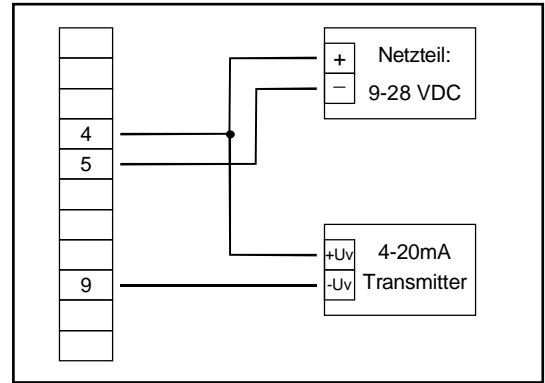 4
5
9
+
−
Netzteil:
9-28 VDC
+Uv
-Uv
4-20mA
Transmitter